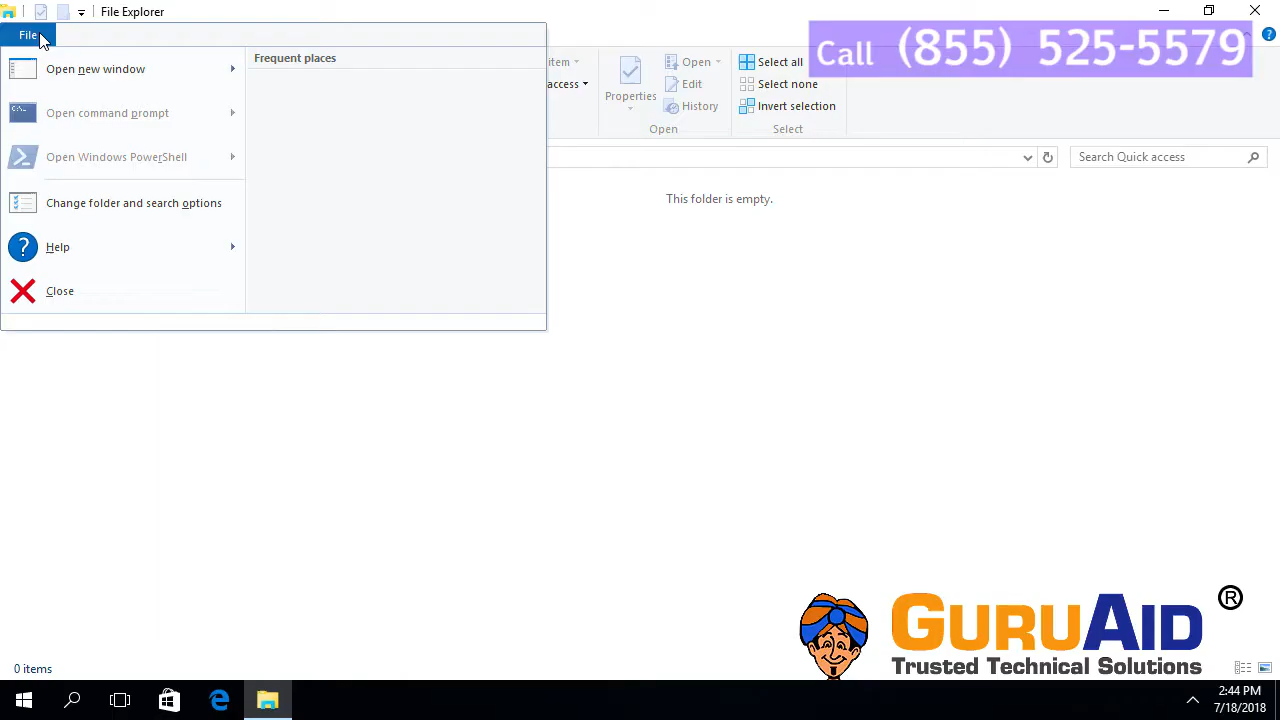 File Explorer
File
Call (855) 525-5579
Open new window
Frequent places
Open command prompt
Open Windows PowerShell
Change folder and search options
Help
Close
item
access
Properties
Open
Edit
History
Open
Select all
Select none
Invert selection
Select
Search Quick access
This folder is empty.
GURUAID ®
Trusted Technical Solutions
0 items
2:44 PM
7/18/2018